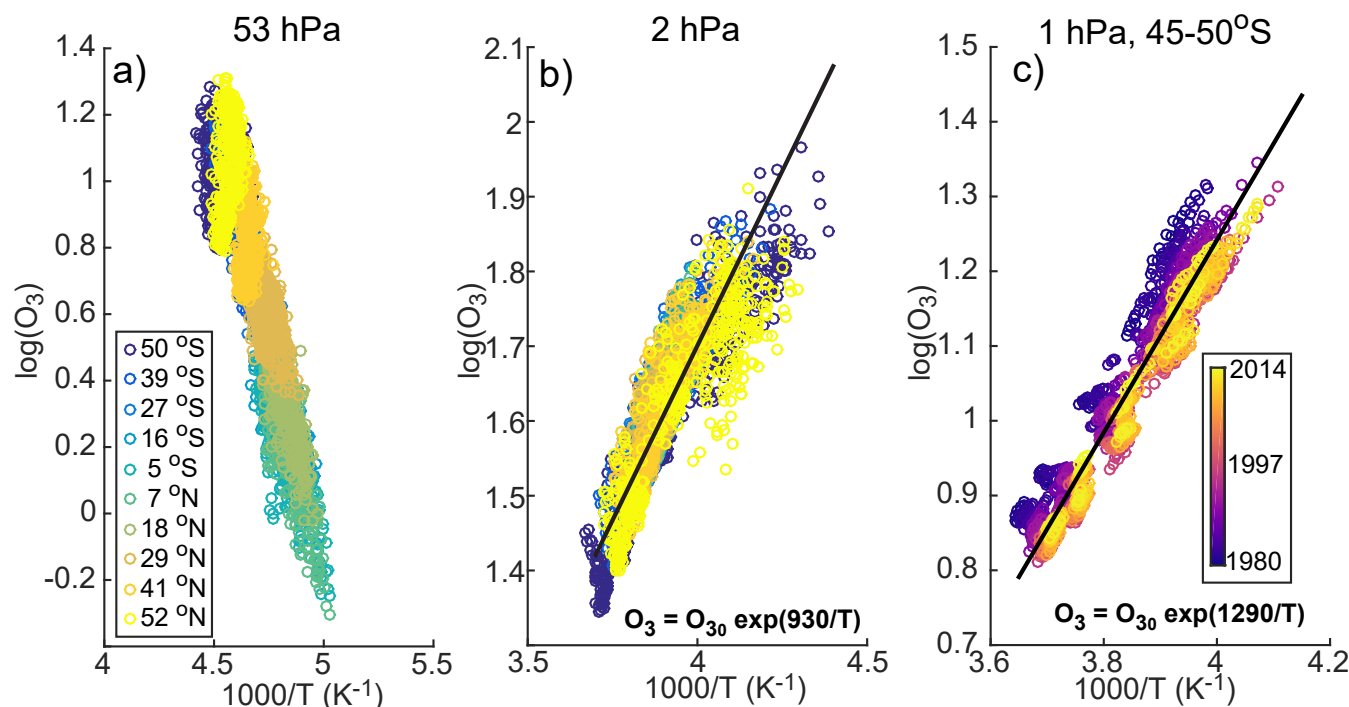 53 hPa
a)
log(O₃)
1.4
1.2
1
0.8
0.6
0.4
0.2
0
-0.2
50 °S
39 °S
27 °S
16 °S
5 °S
7 °N
18 °N
29 °N
41 °N
52 °N
4
4.5
5
5.5
1000/T (K⁻¹)
2 hPa
b)
log(O₃)
2.1
2
1.9
1.8
1.7
1.6
1.5
1.4
O₃ = O₃₀ exp(930/T)
3.5
4
4.5
1000/T (K⁻¹)
1 hPa, 45-50°S
c)
log(O₃)
1.5
1.4
1.3
1.2
1.1
1
0.9
0.8
0.7
2014
1997
1980
O₃ = O₃₀ exp(1290/T)
3.6
3.8
4
4.2
1000/T (K⁻¹)